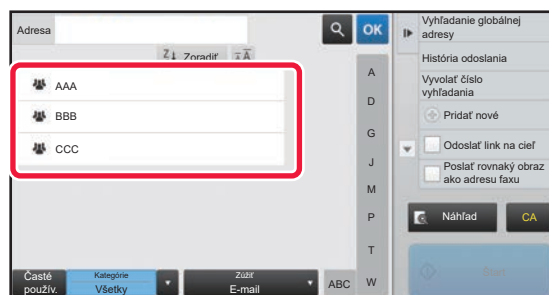 Adresa
OK
Zoradiť
AAA
BBB
CCC
A
D
G
J
M
P
T
W
ABC
Časté
použív.
Kategórie
Všetky
Zúžiť
E-mail
Vyhľadanie globálnej
adresy
História odoslania
Vyvolať číslo
vyhľadania
Pridať nové
Odoslať link na cieľ
Poslať rovnaký obraz
ako adresu faxu
Náhľad
CA
Štart